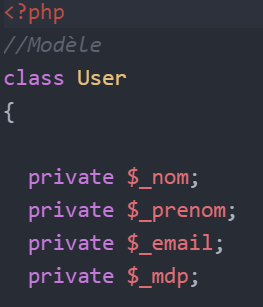 <?php
//Modèle
class User
{
private $_nom;
private $_prenom;
private $_email;
private $_mdp;